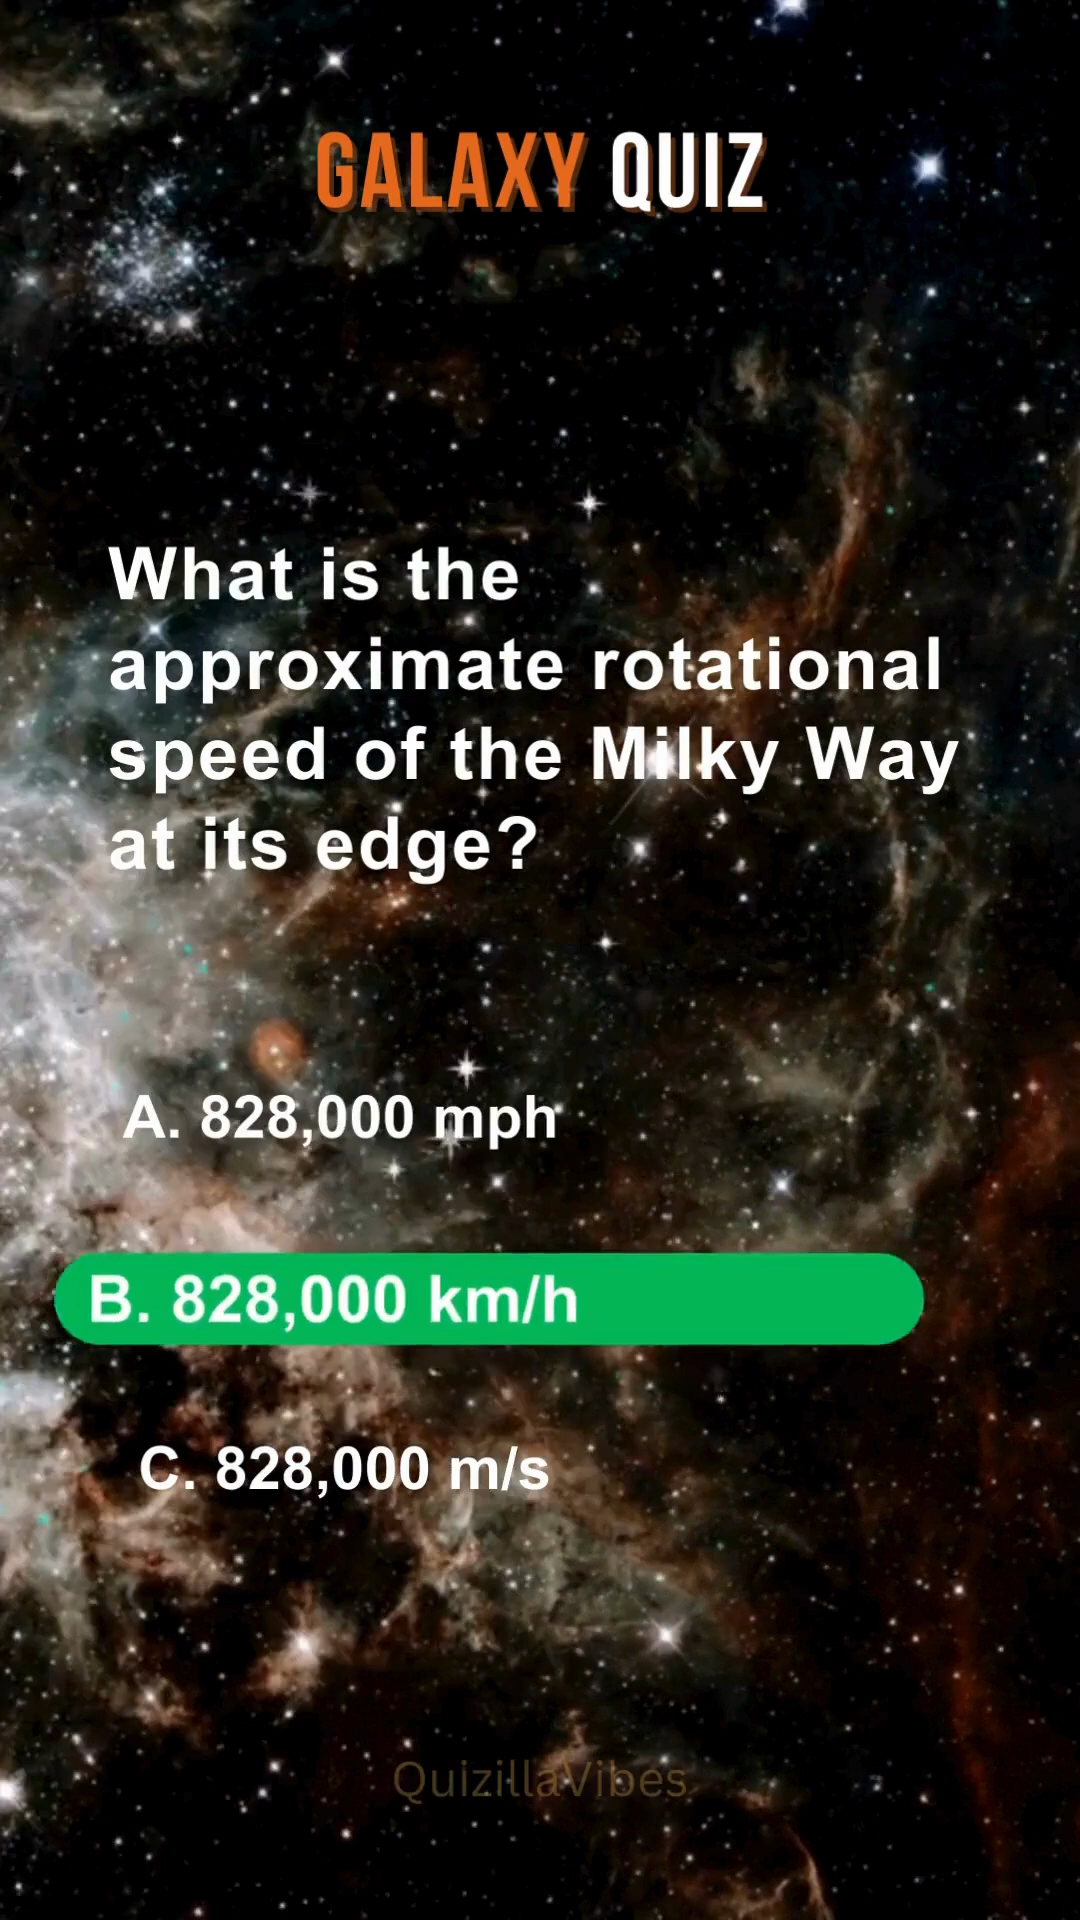 GALAXY QUIZ
What is the
approximate rotational
speed of the Milky Way
at its edge?
A. 828,000 mph
B. 828,000 km/h
C. 828,000 m/s
QuizillaVibes